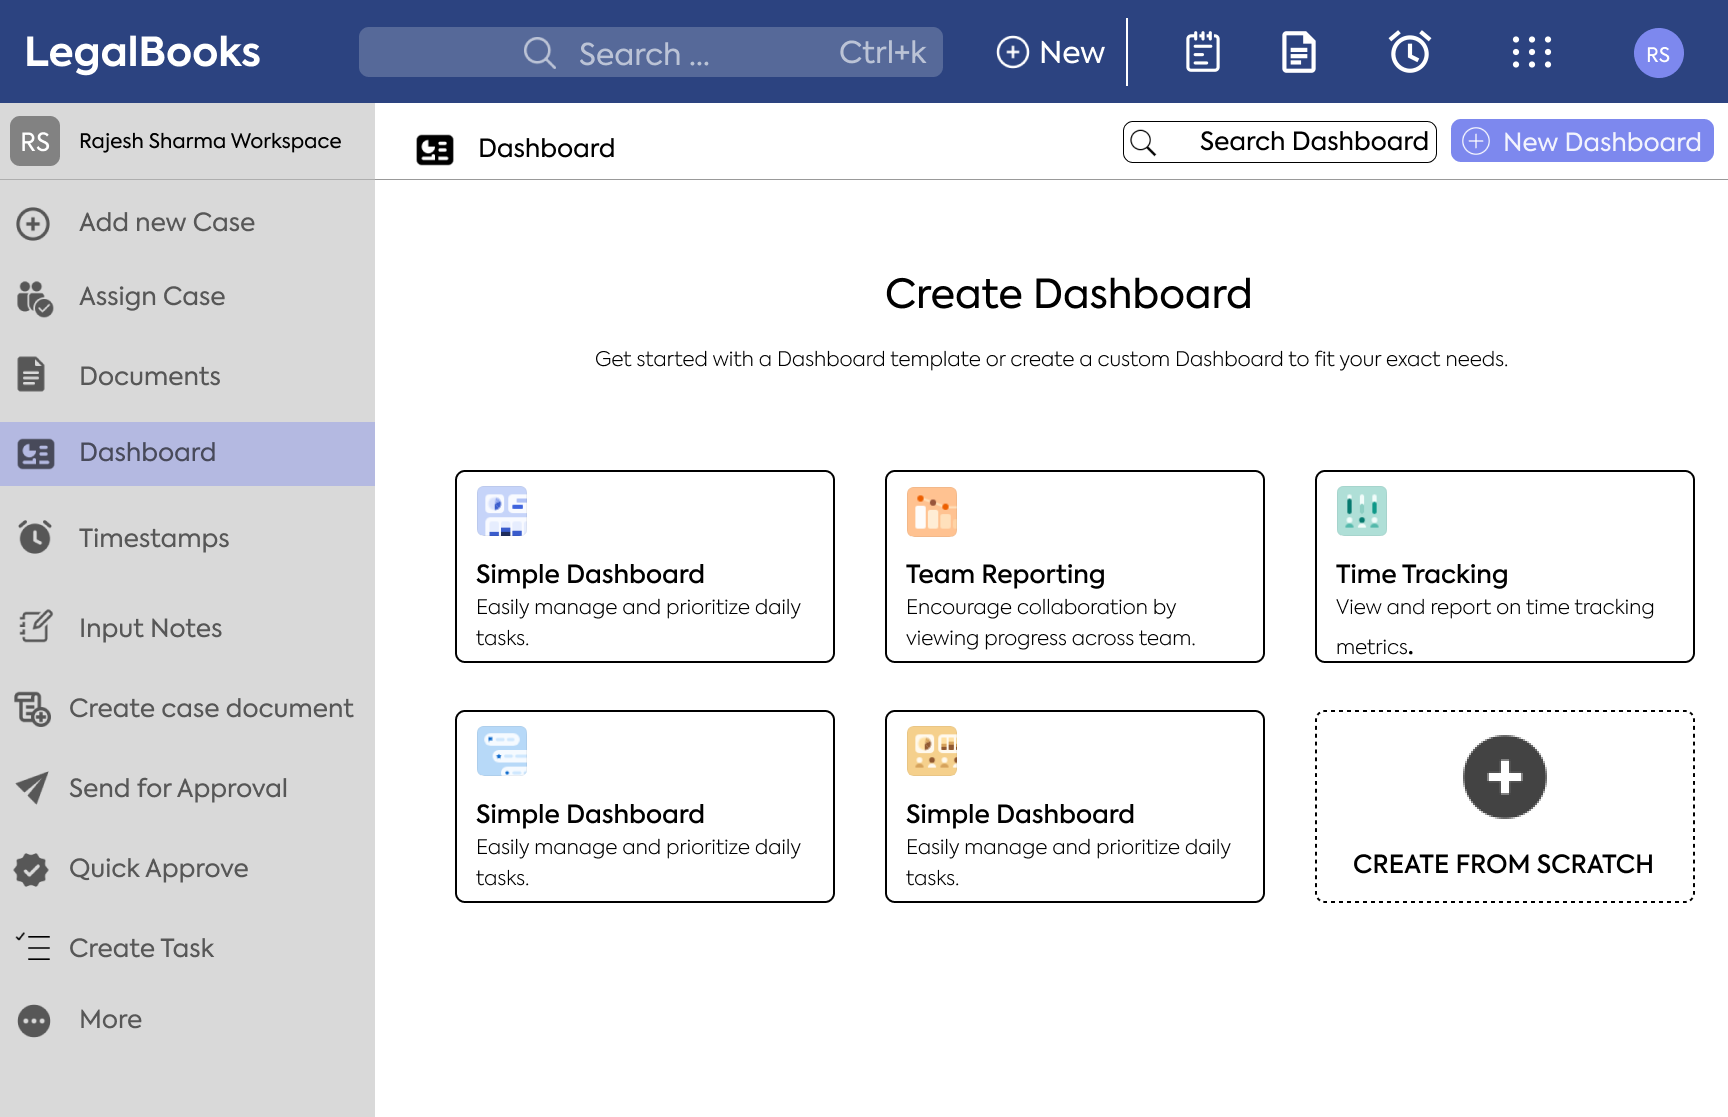 LegalBooks
Search ...
Ctrl+k
New
RS
RS
Rajesh Sharma Workspace
Dashboard
Search Dashboard
New Dashboard
Add new Case
Assign Case
Documents
Dashboard
Timestamps
Input Notes
Create case document
Send for Approval
Quick Approve
Create Task
More
Create Dashboard
Get started with a Dashboard template or create a custom Dashboard to fit your exact needs.
Simple Dashboard
Easily manage and prioritize daily
tasks.
Team Reporting
Encourage collaboration by
viewing progress across team.
Time Tracking
View and report on time tracking
metrics.
Simple Dashboard
Easily manage and prioritize daily
tasks.
Simple Dashboard
Easily manage and prioritize daily
tasks.
CREATE FROM SCRATCH